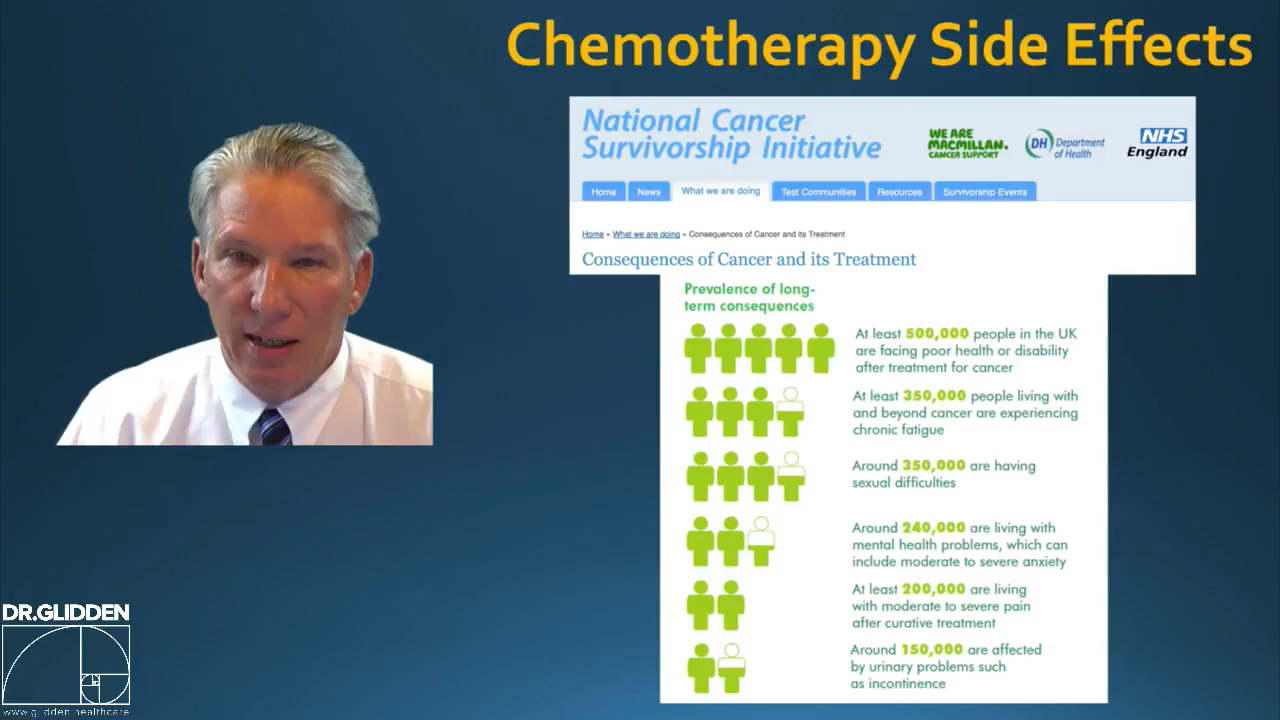 Chemotherapy Side Effects
National Cancer
Survivorship Initiative
WE ARE
MACMILLAN.
CANCER SUPPORT
DH Department
of Health
NHS
England
Home
News
What we are doing
Test Communities
Resources
Survivorship Events
Home » What we are doing » Consequences of Cancer and its Treatment
Consequences of Cancer and its Treatment
Prevalence of long-
term consequences
At least 500,000 people in the UK
are facing poor health or disability
after treatment for cancer
At least 350,000 people living with
and beyond cancer are experiencing
chronic fatigue
Around 350,000 are having
sexual difficulties
Around 240,000 are living with
mental health problems, which can
include moderate to severe anxiety
At least 200,000 are living
with moderate to severe pain
after curative treatment
Around 150,000 are affected
by urinary problems such
as incontinence
DR.GLIDDEN
www.glidden.healthcare